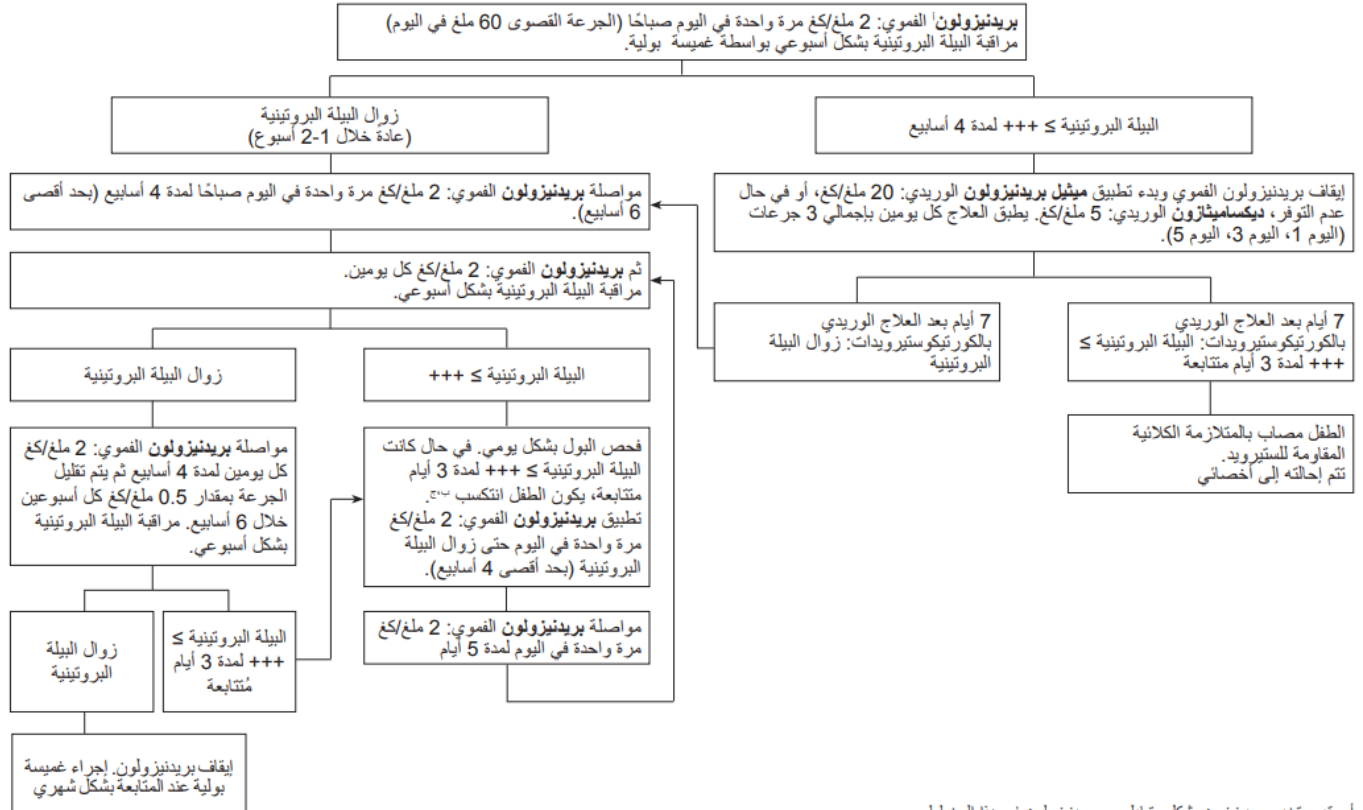 بريدنيزولونأ الفموي: 2 ملغ/كغ مرة واحدة في اليوم صباحًا (الجرعة القصوى 60 ملغ في اليوم)
مراقبة البيلة البروتينية بشكل أسبوعي بواسطة غميسة بولية.
البيلة البروتينية ≥ +++ لمدة 4 أسابيع
زوال البيلة البروتينية
(عادةً خلال 1-2 أسبوع)
إيقاف بريدنيزولون الفموي وبدء تطبيق ميثيل بريدنيزولون الوريدي: 20 ملغ/كغ، أو في حال
عدم التوفر، ديكساميثازون الوريدي: 5 ملغ/كغ. يطبق العلاج كل يومين بإجمالي 3 جرعات
(اليوم 1، اليوم 3، اليوم 5).
مواصلة بريدنيزولون الفموي: 2 ملغ/كغ مرة واحدة في اليوم صباحًا لمدة 4 أسابيع (بحد أقصى
6 أسابيع).
ثم بريدنيزولون الفموي: 2 ملغ/كغ كل يومين.
مراقبة البيلة البروتينية بشكل أسبوعي.
7 أيام بعد العلاج الوريدي
بالكورتيكوستيرويدات: البيلة البروتينية ≥
+++ لمدة 3 أيام متتابعة
7 أيام بعد العلاج الوريدي
بالكورتيكوستيرويدات: زوال البيلة
البروتينية
البيلة البروتينية ≥ +++
زوال البيلة البروتينية
الطفل مصاب بالمتلازمة الكلائية
المقاومة للستيرويد.
تتم إحالته إلى أخصائي
فحص البول بشكل يومي. في حال كانت
البيلة البروتينية ≥ +++ لمدة 3 أيام
متتابعة، يكون الطفل انتكسب ب،ج.
تطبيق بريدنيزولون الفموي: 2 ملغ/كغ
مرة واحدة في اليوم حتى زوال البيلة
البروتينية (بحد أقصى 4 أسابيع).
مواصلة بريدنيزولون الفموي: 2 ملغ/كغ
كل يومين لمدة 4 أسابيع ثم يتم تقليل
الجرعة بمقدار 0.5 ملغ/كغ كل أسبوعين
خلال 6 أسابيع. مراقبة البيلة البروتينية
بشكل أسبوعي.
مواصلة بريدنيزولون الفموي: 2 ملغ/كغ
مرة واحدة في اليوم لمدة 5 أيام
البيلة البروتينية ≥
+++ لمدة 3 أيام
مُتتابعة
زوال البيلة
البروتينية
إيقاف بريدنيزولون. إجراء غميسة
بولية عند المتابعة بشكل شهري